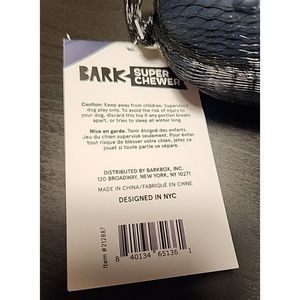 BARK SUPER
CHEWER
Caution: Keep away from children. Supervised
dog play only. To avoid the risk of injury to
your dog, discard this toy if any portion breaks
apart, or tries to sleep all winter long.
Mise en garde: Tenir éloigné des enfants.
Jeu du chien supervisé seulement. Pour éviter
tout risque de blesser votre chien, jetez ce
jouet si toute partie se sépare.
DISTRIBUTED BY BARKBOX, INC.
120 BROADWAY, NEW YORK, NY 10271
MADE IN CHINA/FABRIQUÉ EN CHINE
DESIGNED IN NYC
Item #212887
8 40134 65136 1